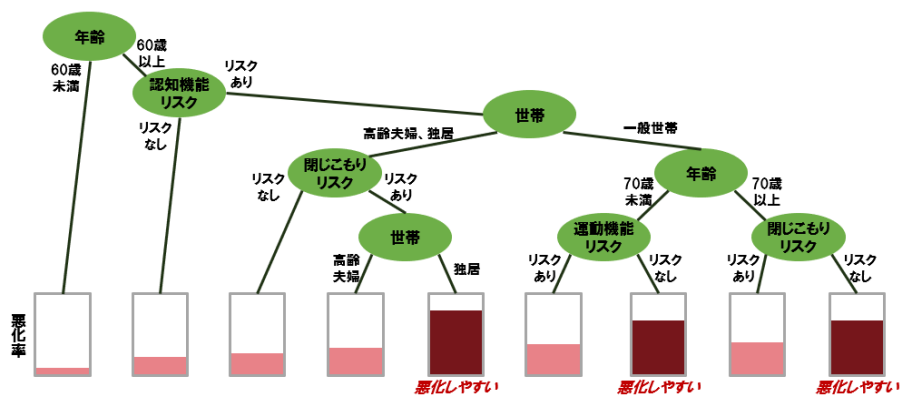 年齢
60歳
未満
60歳
以上
認知機能
リスク
リスク
なし
リスク
あり
世帯
高齢夫婦、独居
一般世帯
閉じこもり
リスク
リスク
なし
リスク
あり
世帯
高齢
夫婦
独居
年齢
70歳
未満
70歳
以上
運動機能
リスク
リスク
あり
リスク
なし
閉じこもり
リスク
リスク
あり
リスク
なし
悪化率
悪化しやすい
悪化しやすい
悪化しやすい